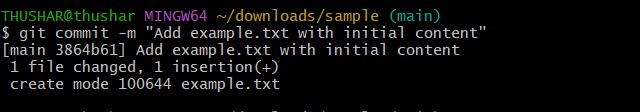 THUSHAR@thushar MINGW64 ~/downloads/sample (main)
$ git commit -m "Add example.txt with initial content"
[main 3864b61] Add example.txt with initial content
 1 file changed, 1 insertion(+)
 create mode 100644 example.txt